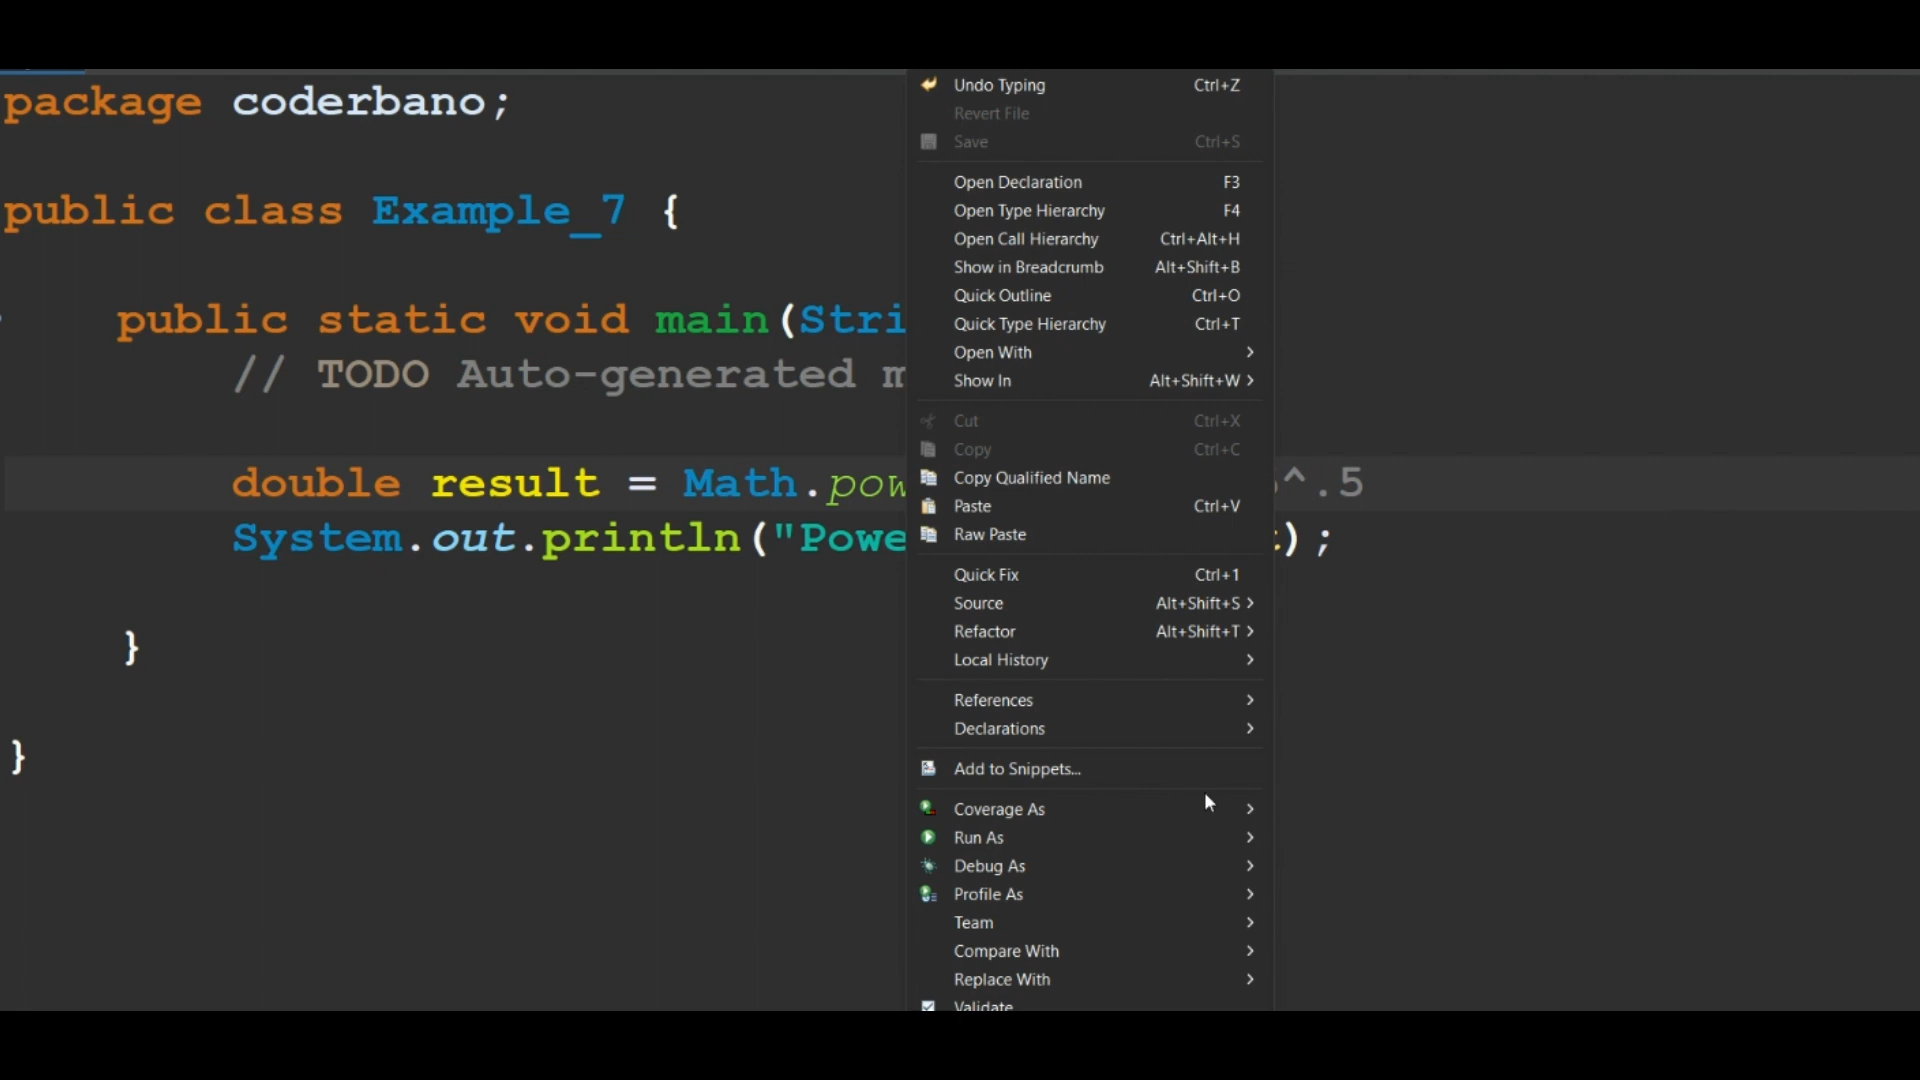 package coderbano;
public class Example_7 {
public static void main(Stri
// TODO Auto-generated m
double result = Math.pow ^.5
System.out.println("Powe );
}
}
Undo Typing Ctrl+Z
Revert File
Save Ctrl+S
Open Declaration F3
Open Type Hierarchy F4
Open Call Hierarchy Ctrl+Alt+H
Show in Breadcrumb Alt+Shift+B
Quick Outline Ctrl+O
Quick Type Hierarchy Ctrl+T
Open With >
Show In Alt+Shift+W >
Cut Ctrl+X
Copy Ctrl+C
Copy Qualified Name
Paste Ctrl+V
Raw Paste
Quick Fix Ctrl+1
Source Alt+Shift+S >
Refactor Alt+Shift+T >
Local History >
References >
Declarations >
Add to Snippets...
Coverage As >
Run As >
Debug As >
Profile As >
Team >
Compare With >
Replace With >
Validate